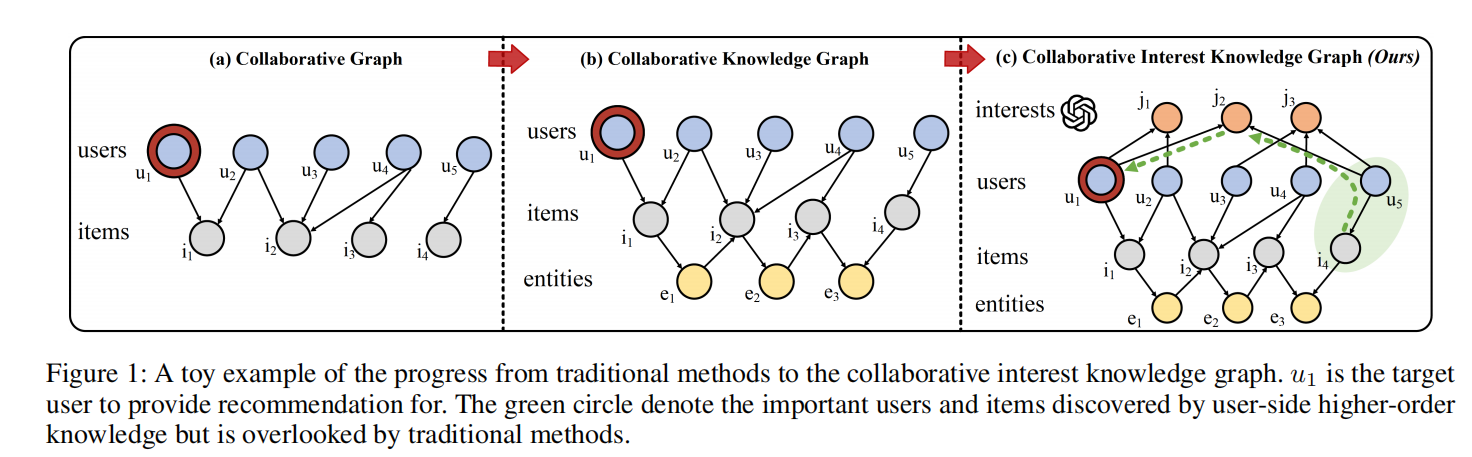 (a) Collaborative Graph
users
u1 u2 u3 u4 u5
items
i1 i2 i3 i4
(b) Collaborative Knowledge Graph
users
u1 u2 u3 u4 u5
items
i1 i2 i3 i4
entities
e1 e2 e3
(c) Collaborative Interest Knowledge Graph (Ours)
interests
j1 j2 j3
users
u1 u2 u3 u4 u5
items
i1 i2 i3 i4
entities
e1 e2 e3
Figure 1: A toy example of the progress from traditional methods to the collaborative interest knowledge graph. u1 is the target
user to provide recommendation for. The green circle denote the important users and items discovered by user-side higher-order
knowledge but is overlooked by traditional methods.